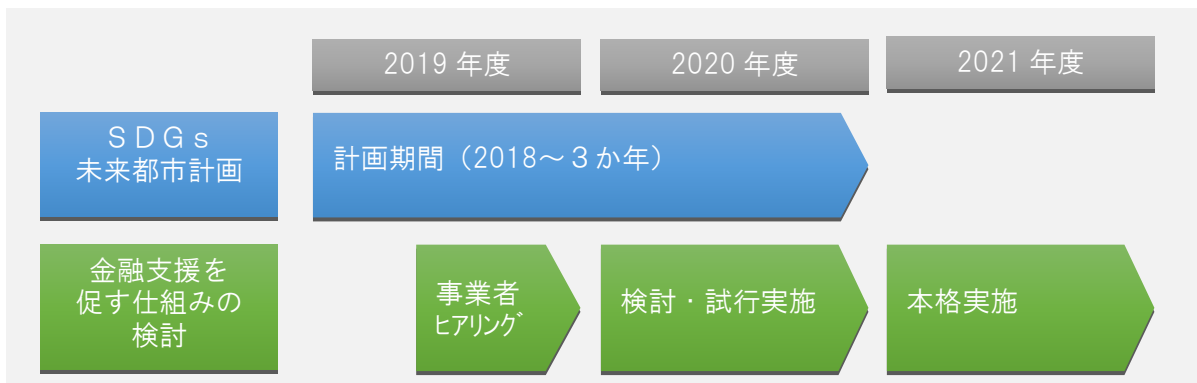 2019 年度
2020 年度
2021 年度
ＳＤＧｓ
未来都市計画
計画期間（2018～３か年）
金融支援を
促す仕組みの
検討
事業者
ﾋｱﾘﾝｸﾞ
検討・試行実施
本格実施